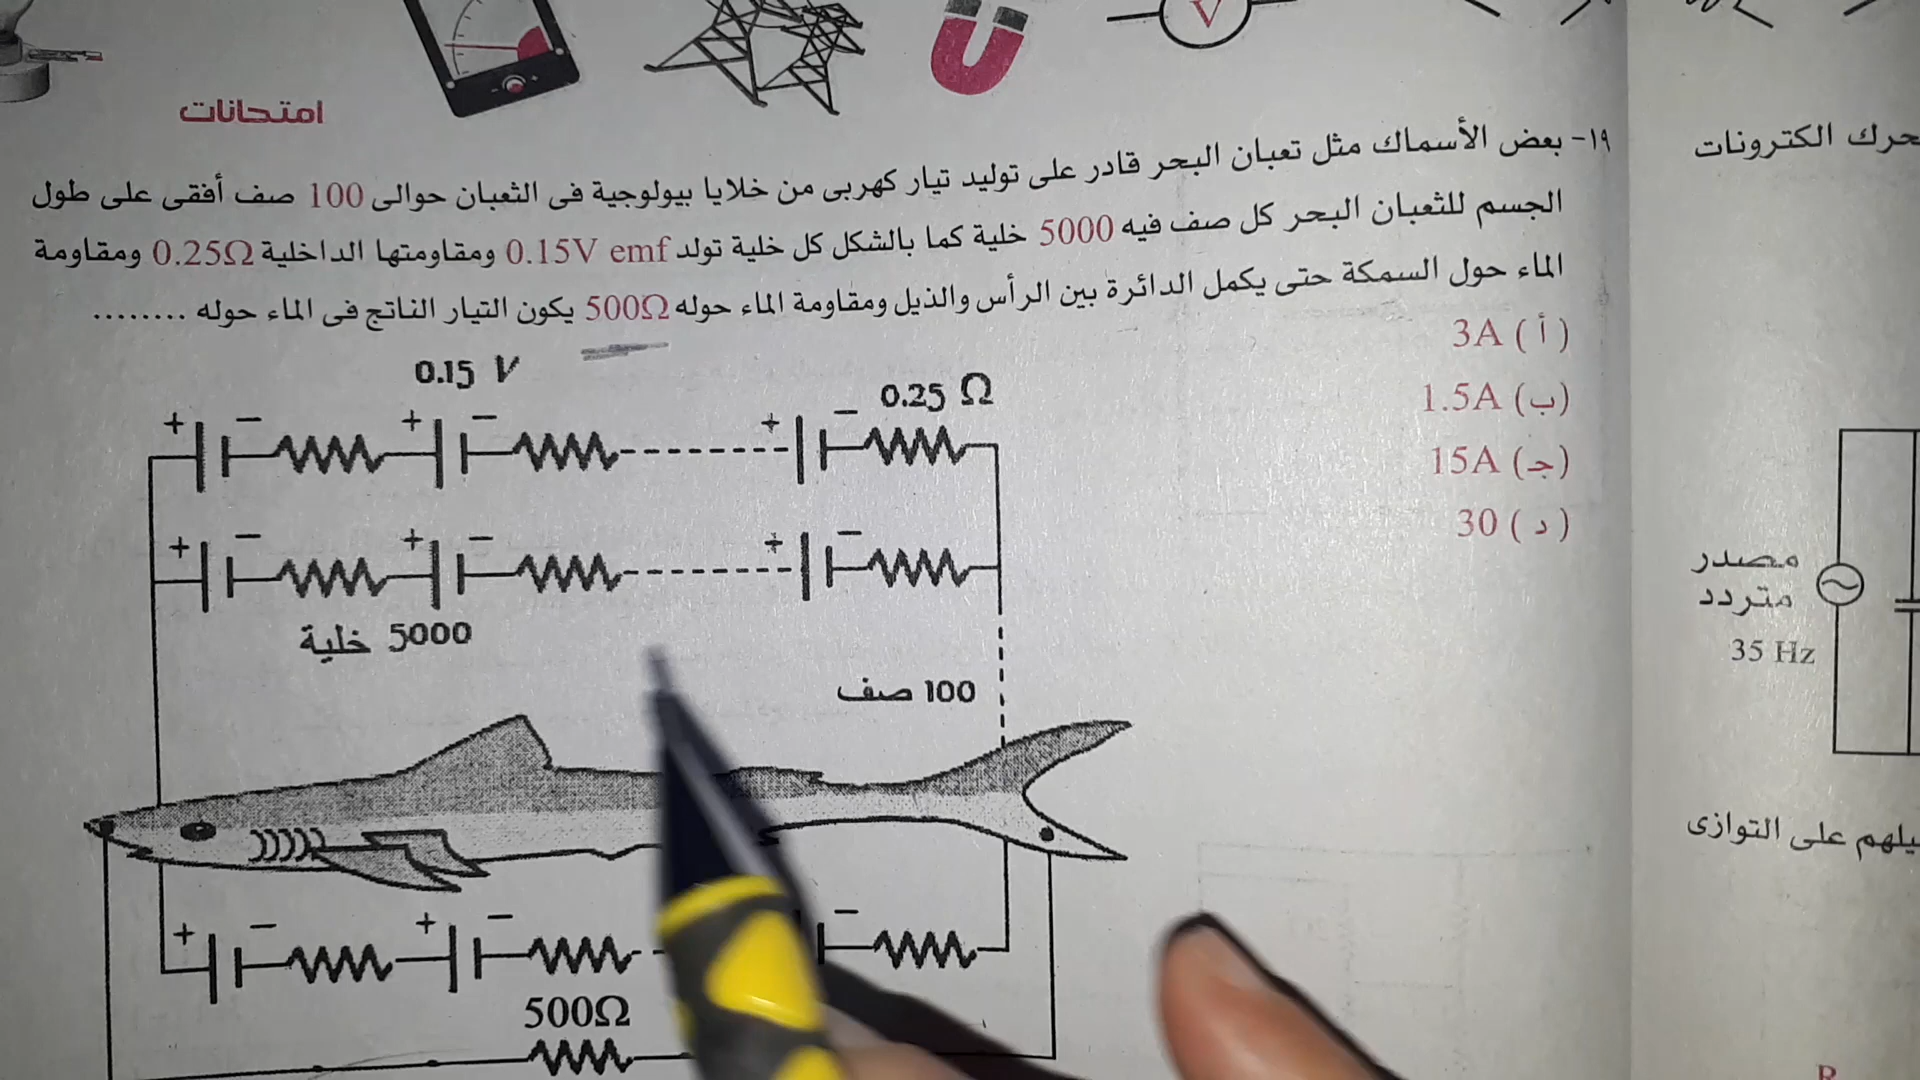 V
امتحانات
١٩- بعض الأسماك مثل تعبان البحر قادر على توليد تيار كهربى من خلايا بيولوجية فى الثعبان حوالى 100 صف أفقى على طول
الجسم للثعبان البحر كل صف فيه 5000 خلية كما بالشكل كل خلية تولد 0.15V emf ومقاومتها الداخلية 0.25Ω ومقاومة
الماء حول السمكة حتى يكمل الدائرة بين الرأس والذيل ومقاومة الماء حوله 500Ω يكون التيار الناتج فى الماء حوله ........
(أ) 3A
(ب) 1.5A
(جـ) 15A
(د) 30
0.15 V
0.25 Ω
+ − + − + −
+ − + − + −
5000 خلية
100 صف
+ − + − −
500Ω
حرك الكترونات
مصدر
متردد
35 Hz
يلهم على التوازى
R